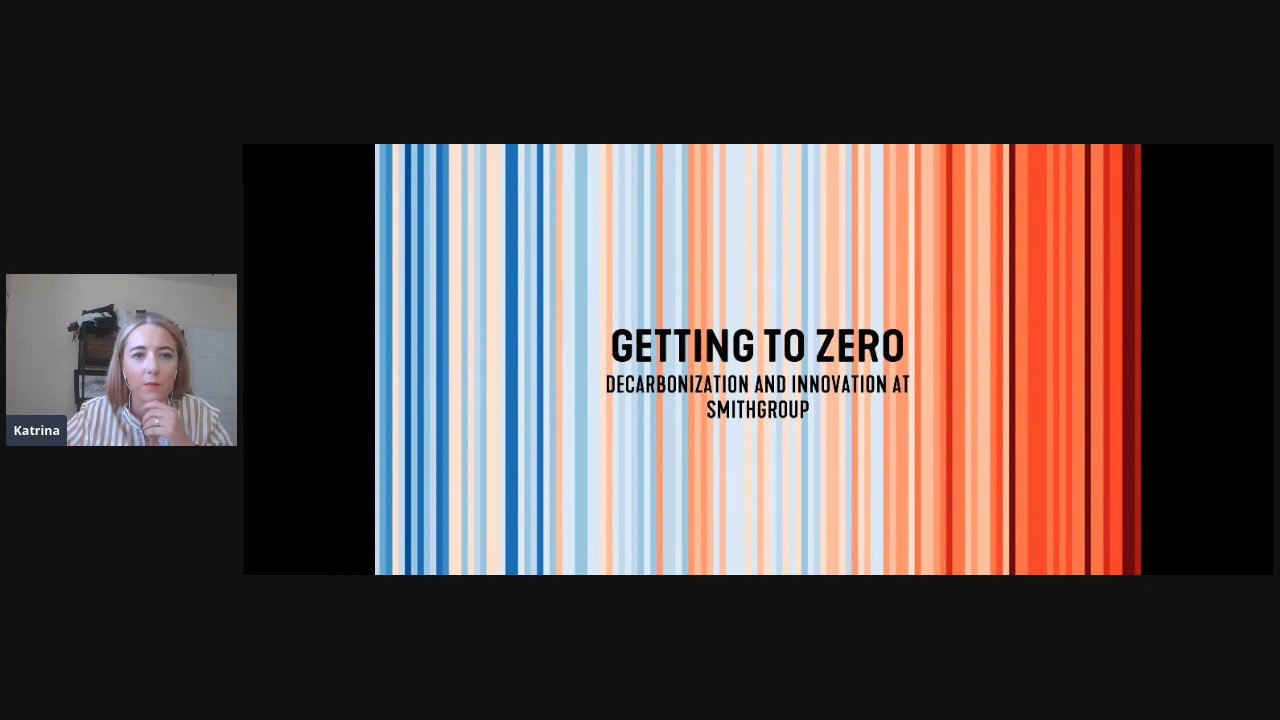 GETTING TO ZERO
DECARBONIZATION AND INNOVATION AT
SMITHGROUP
Katrina